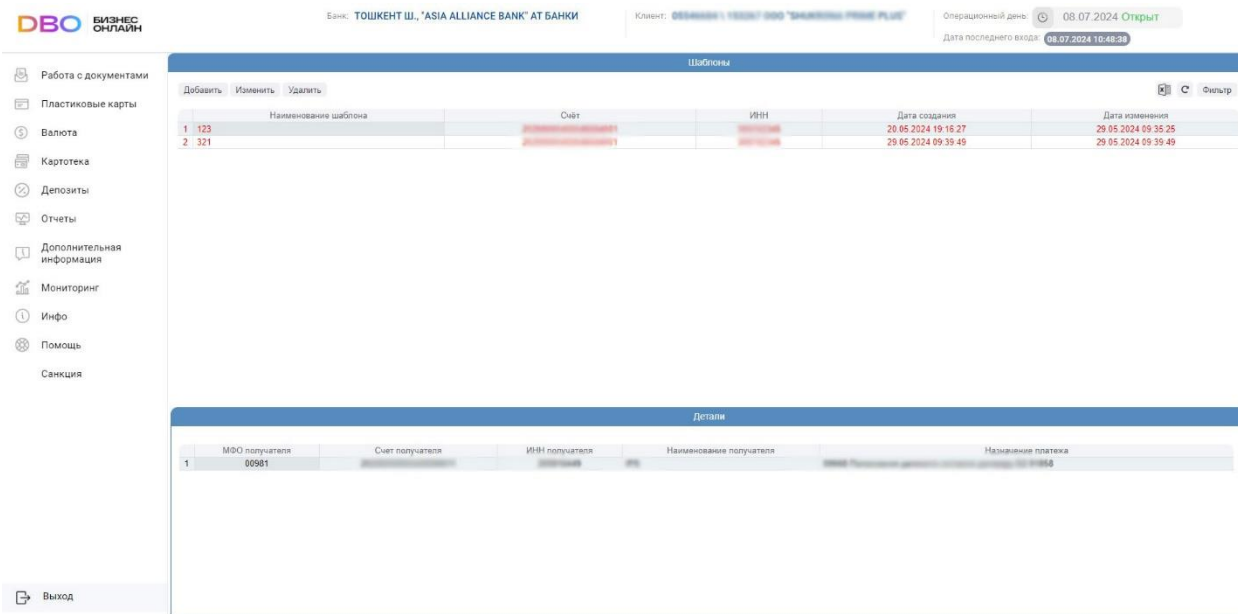 DBO БИЗНЕС ОНЛАЙН
Банк: ТОШКЕНТ Ш., "ASIA ALLIANCE BANK" АТ БАНКИ
Клиент:
Операционный день: 08.07.2024 Открыт
Дата последнего входа: 08.07.2024 10:48:38
Работа с документами
Пластиковые карты
Валюта
Картотека
Депозиты
Отчеты
Дополнительная
информация
Мониторинг
Инфо
Помощь
Санкция
Выход
Шаблоны
Добавить Изменить Удалить Фильтр
Наименование шаблона Счёт ИНН Дата создания Дата изменения
1 123 20.05.2024 19:16:27 29.05.2024 09:35:25
2 321 29.05.2024 09:39:49 29.05.2024 09:39:49
Детали
МФО получателя Счет получателя ИНН получателя Наименование получателя Назначение платежа
1 00981